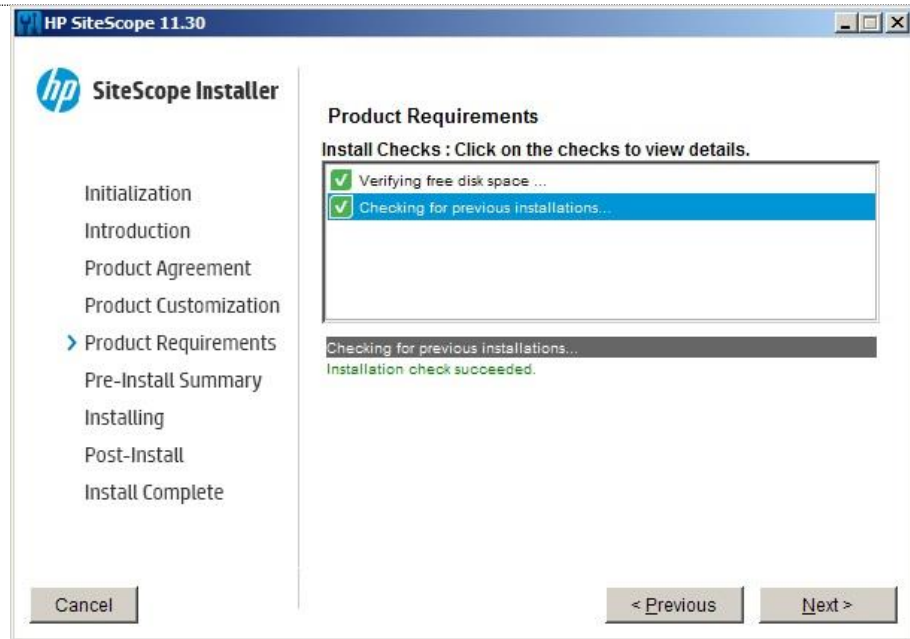 HP SiteScope 11.30
hp
SiteScope Installer
Initialization
Introduction
Product Agreement
Product Customization
Product Requirements
Pre-Install Summary
Installing
Post-Install
Install Complete
Product Requirements
Install Checks : Click on the checks to view details.
Verifying free disk space ...
Checking for previous installations...
Checking for previous installations...
Installation check succeeded.
Cancel
< Previous
Next >